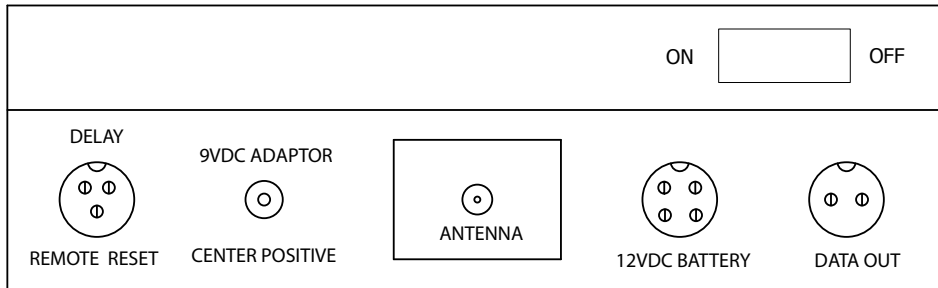 ON
OFF
DELAY
9VDC ADAPTOR
ANTENNA
REMOTE RESET
CENTER POSITIVE
12VDC BATTERY
DATA OUT